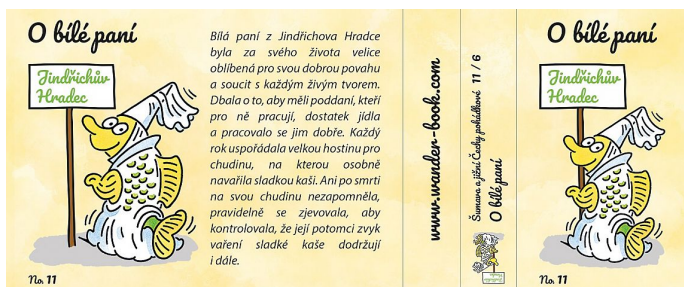 O bílé paní
Jindřichův
Hradec
No. 11
Bílá paní z Jindřichova Hradce
byla za svého života velice
oblíbená pro svou dobrou povahu
a soucit s každým živým tvorem.
Dbala o to, aby měli poddaní, kteří
pro ně pracují, dostatek jídla
a pracovalo se jim dobře. Každý
rok uspořádala velkou hostinu pro
chudinu, na kterou osobně
navařila sladkou kaši. Ani po smrti
na svou chudinu nezapomněla,
pravidelně se zjevovala, aby
kontrolovala, že její potomci zvyk
vaření sladké kaše dodržují
i dále.
www.wander-book.com
Šumava a jižní Čechy pohádkové 11 / 6
O bílé paní
Jindřichův
Hradec
O bílé paní
Jindřichův
Hradec
No. 11